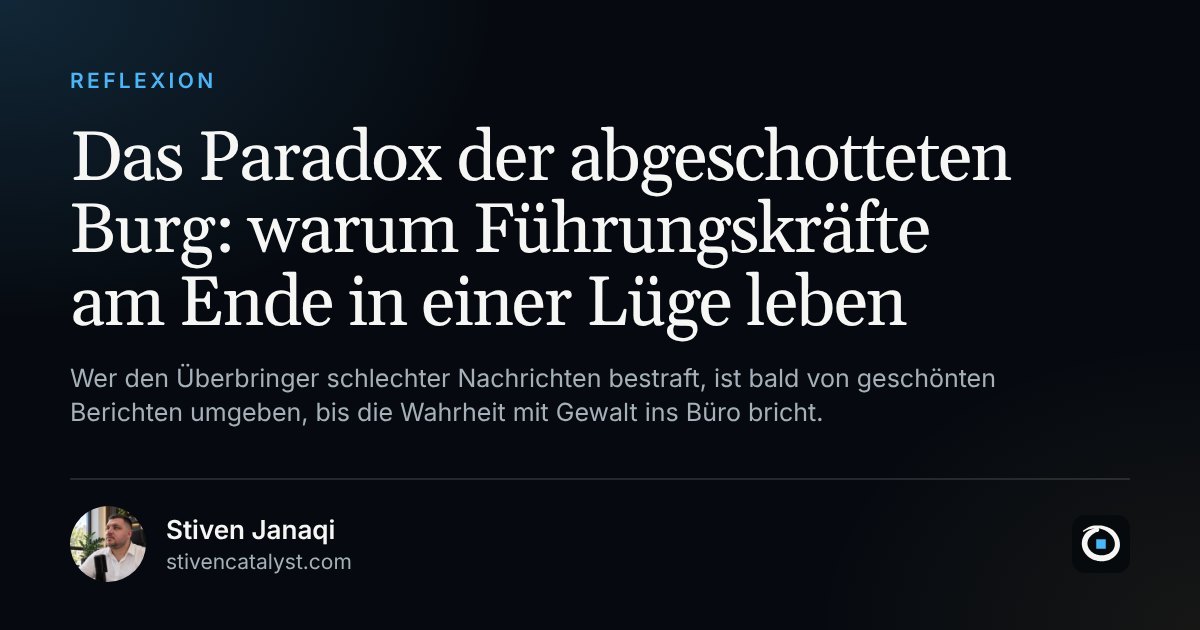 REFLEXION
Das Paradox der abgeschotteten
Burg: warum Führungskräfte
am Ende in einer Lüge leben
Wer den Überbringer schlechter Nachrichten bestraft, ist bald von geschönten
Berichten umgeben, bis die Wahrheit mit Gewalt ins Büro bricht.
Stiven Janaqi
stivencatalyst.com